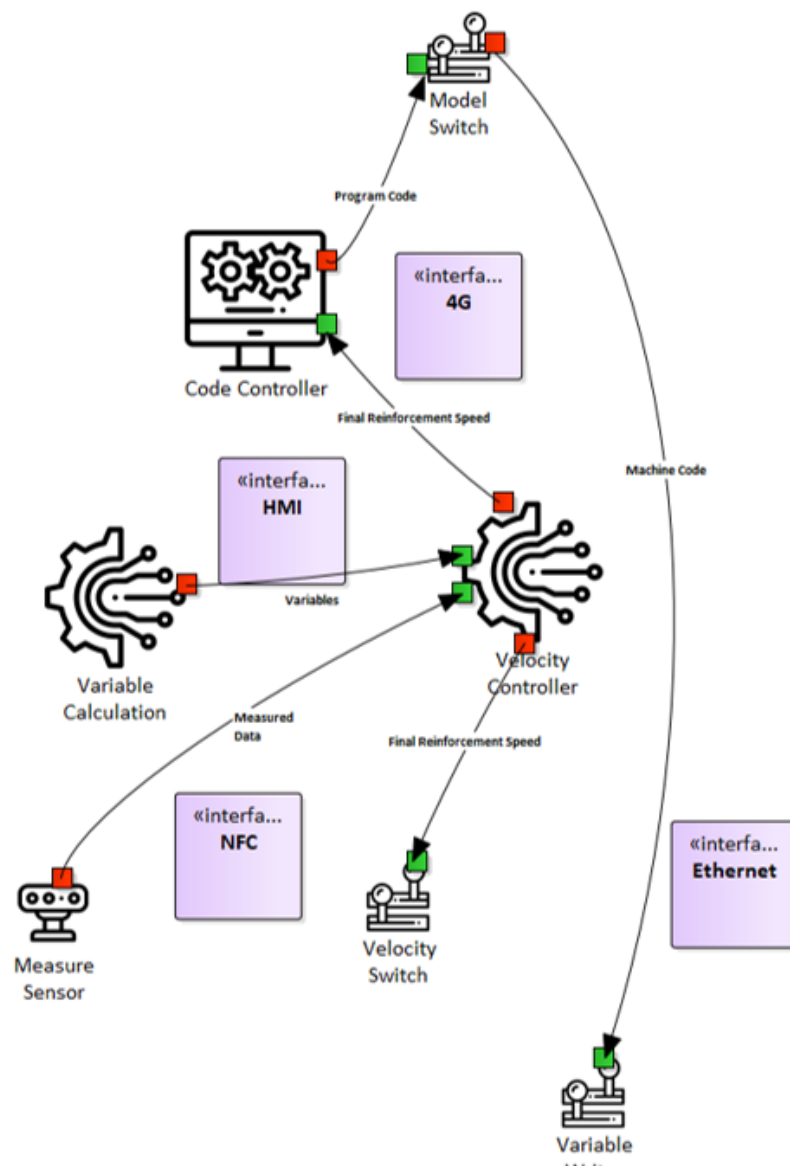 Model
Switch
Program Code
«interfa...
4G
Code Controller
Final Reinforcement Speed
Machine Code
«interfa...
HMI
Variables
Velocity
Controller
Variable
Calculation
Measured
Data
Final Reinforcement Speed
«interfa...
NFC
«interfa...
Ethernet
Velocity
Switch
Measure
Sensor
Variable